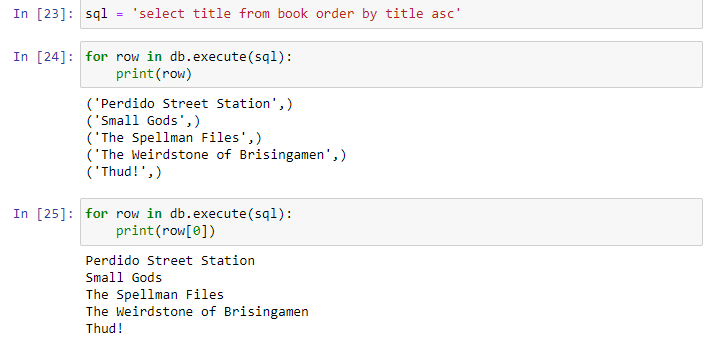 In [23]: sql = 'select title from book order by title asc'
In [24]: for row in db.execute(sql):
    print(row)
('Perdido Street Station',)
('Small Gods',)
('The Spellman Files',)
('The Weirdstone of Brisingamen',)
('Thud!',)
In [25]: for row in db.execute(sql):
    print(row[0])
Perdido Street Station
Small Gods
The Spellman Files
The Weirdstone of Brisingamen
Thud!